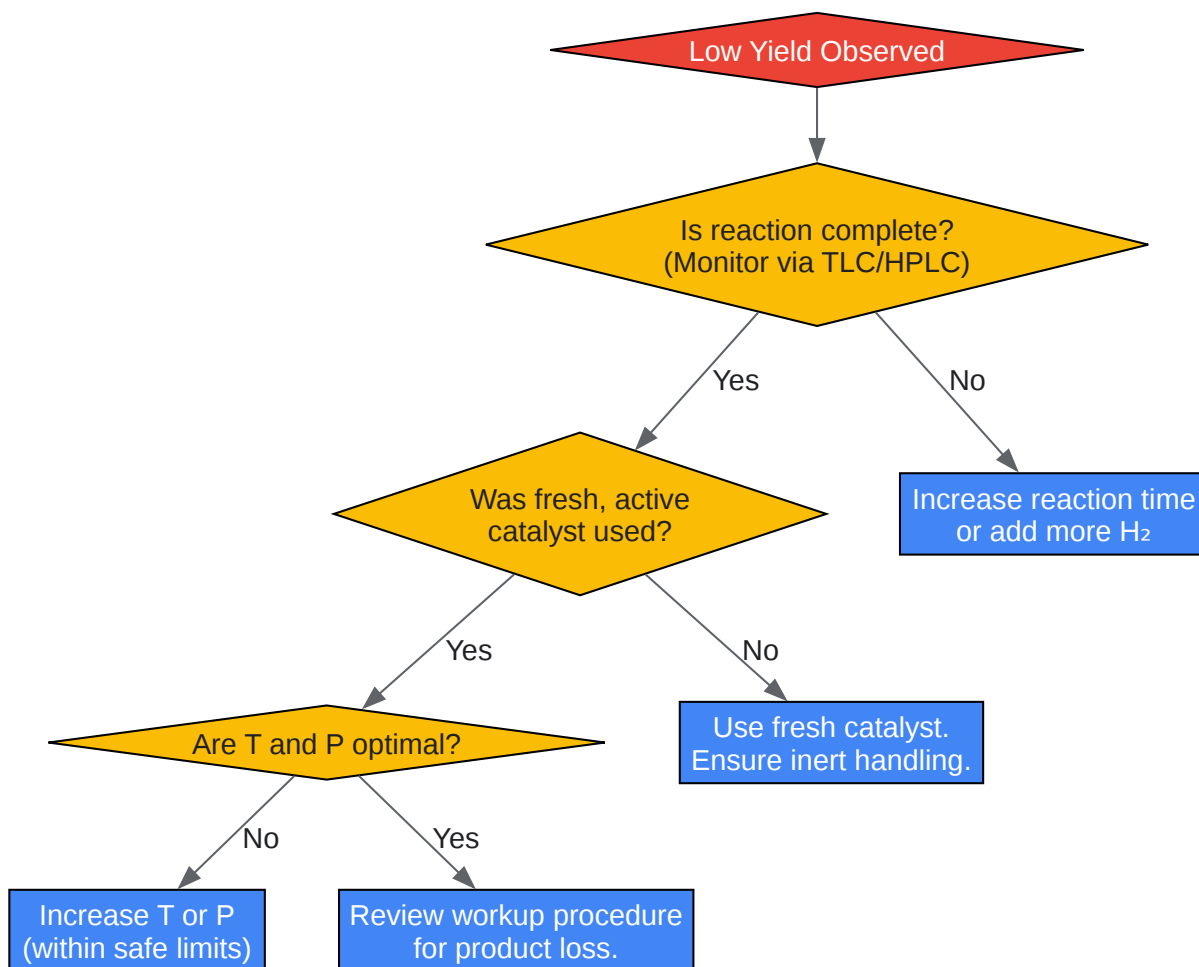 Low Yield Observed
Is reaction complete?
(Monitor via TLC/HPLC)
Yes
No
Was fresh, active
catalyst used?
Increase reaction time
or add more H₂
Yes
No
Are T and P optimal?
Use fresh catalyst.
Ensure inert handling.
No
Yes
Increase T or P
(within safe limits)
Review workup procedure
for product loss.